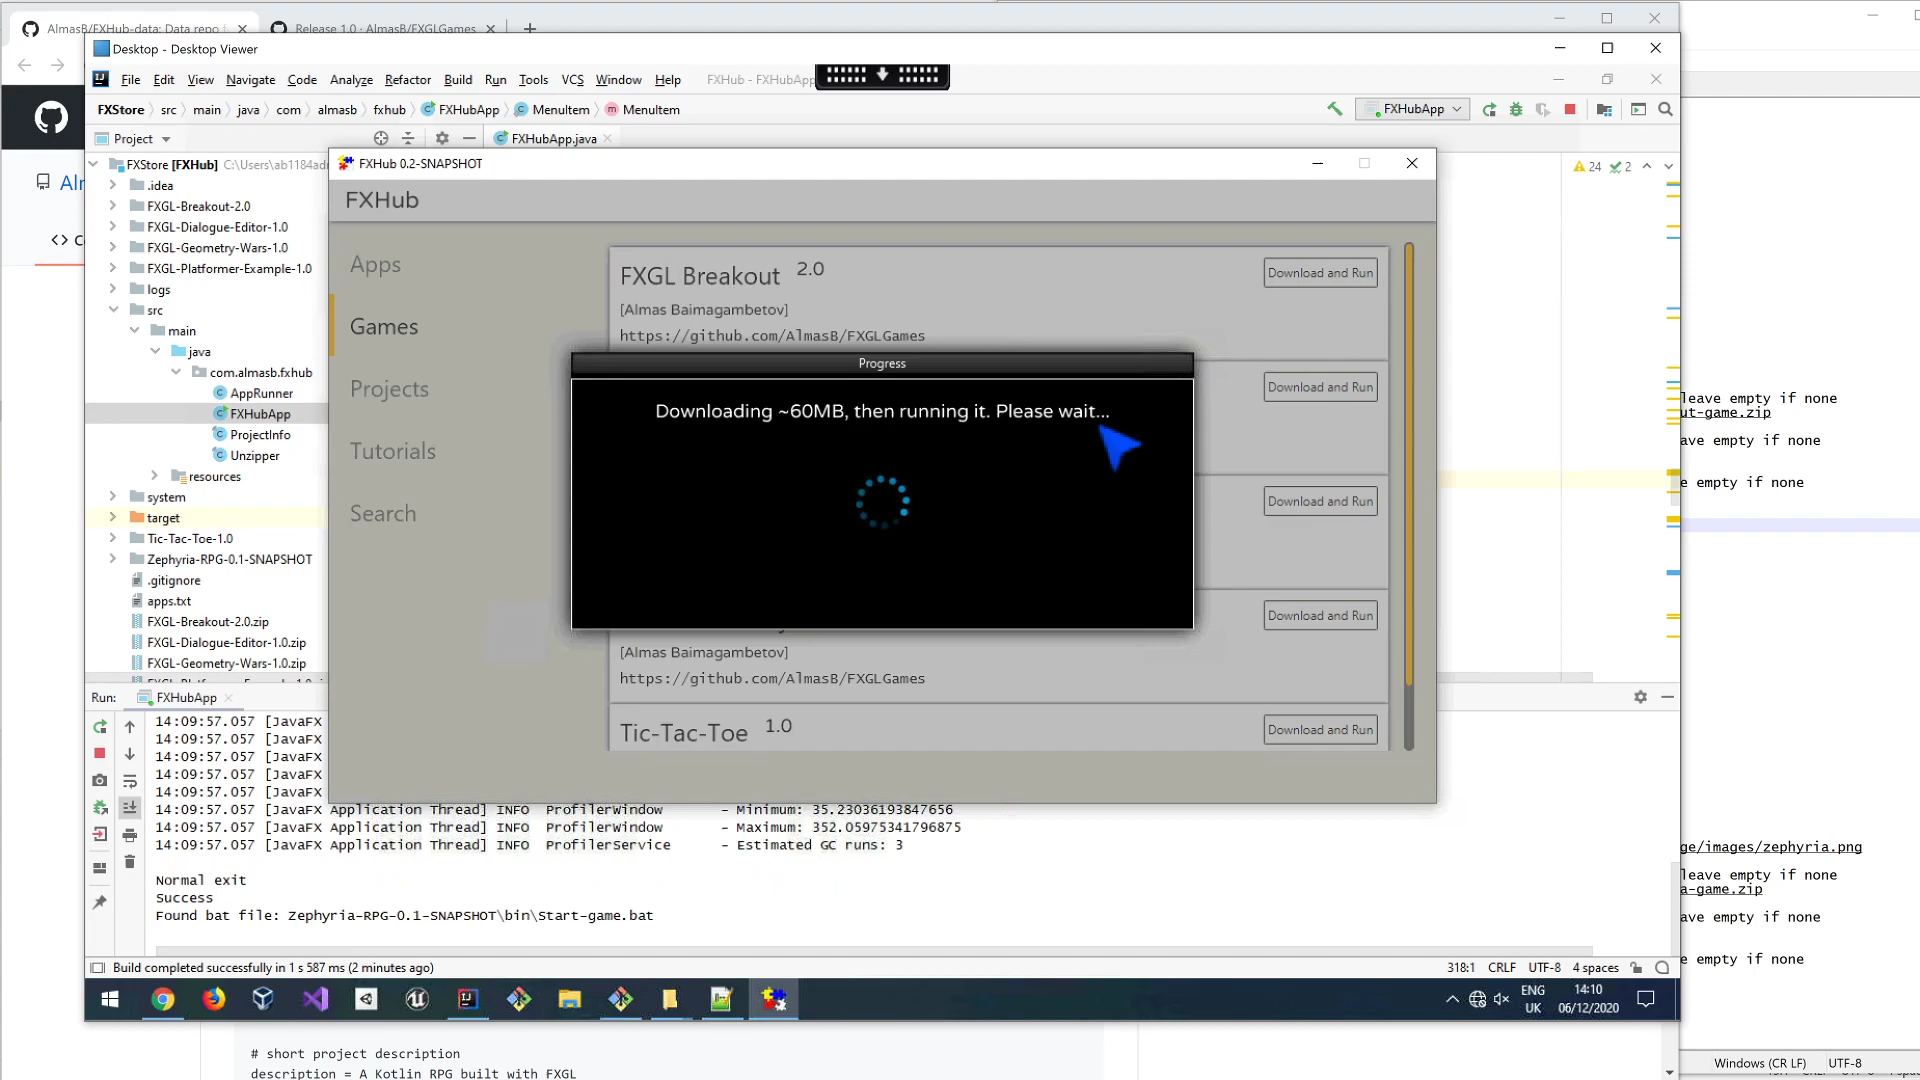 AlmasB/FXHub-data: Data repo f
Release 1.0 · AlmasB/FXGLGames
Desktop - Desktop Viewer
File Edit View Navigate Code Analyze Refactor Build Run Tools VCS Window Help FXHub - FXHubApp
FXStore src main java com almasb fxhub FXHubApp MenuItem MenuItem
FXHubApp
Project
FXHubApp.java
FXStore [FXHub] C:\Users\ab1184adm
.idea
FXGL-Breakout-2.0
FXGL-Dialogue-Editor-1.0
FXGL-Geometry-Wars-1.0
FXGL-Platformer-Example-1.0
logs
src
main
java
com.almasb.fxhub
AppRunner
FXHubApp
ProjectInfo
Unzipper
resources
system
target
Tic-Tac-Toe-1.0
Zephyria-RPG-0.1-SNAPSHOT
.gitignore
apps.txt
FXGL-Breakout-2.0.zip
FXGL-Dialogue-Editor-1.0.zip
FXGL-Geometry-Wars-1.0.zip
24 2
FXHub 0.2-SNAPSHOT
FXHub
Apps
Games
Projects
Tutorials
Search
FXGL Breakout 2.0
Download and Run
[Almas Baimagambetov]
https://github.com/AlmasB/FXGLGames
Download and Run
Download and Run
Download and Run
[Almas Baimagambetov]
https://github.com/AlmasB/FXGLGames
Tic-Tac-Toe 1.0
Download and Run
Progress
Downloading ~60MB, then running it. Please wait...
Run: FXHubApp
14:09:57.057 [JavaFX
14:09:57.057 [JavaFX
14:09:57.057 [JavaFX
14:09:57.057 [JavaFX
14:09:57.057 [JavaFX
14:09:57.057 [JavaFX Application Thread] INFO ProfilerWindow - Minimum: 35.23036193847656
14:09:57.057 [JavaFX Application Thread] INFO ProfilerWindow - Maximum: 352.05975341796875
14:09:57.057 [JavaFX Application Thread] INFO ProfilerService - Estimated GC runs: 3
Normal exit
Success
Found bat file: Zephyria-RPG-0.1-SNAPSHOT\bin\Start-game.bat
Build completed successfully in 1 s 587 ms (2 minutes ago)
318:1 CRLF UTF-8 4 spaces
ENG
UK
14:10
06/12/2020
# short project description
description = A Kotlin RPG built with FXGL
leave empty if none
ut-game.zip
ave empty if none
e empty if none
ge/images/zephyria.png
leave empty if none
a-game.zip
ave empty if none
e empty if none
Windows (CR LF) UTF-8